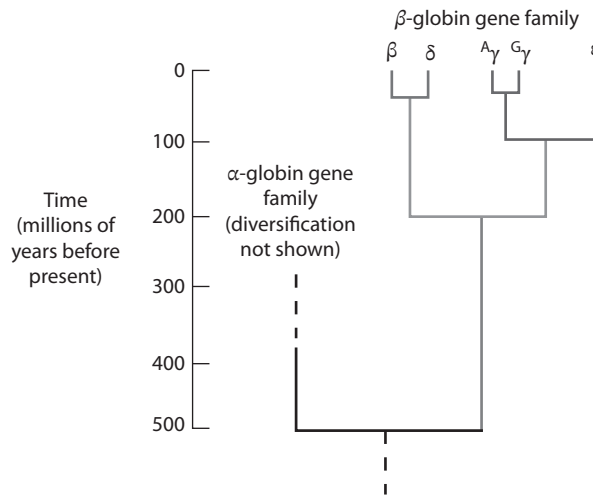 β-globin gene family
β δ Aγ Gγ
0
100
200
300
400
500
Time
(millions of
years before
present)
α-globin gene
family
(diversification
not shown)